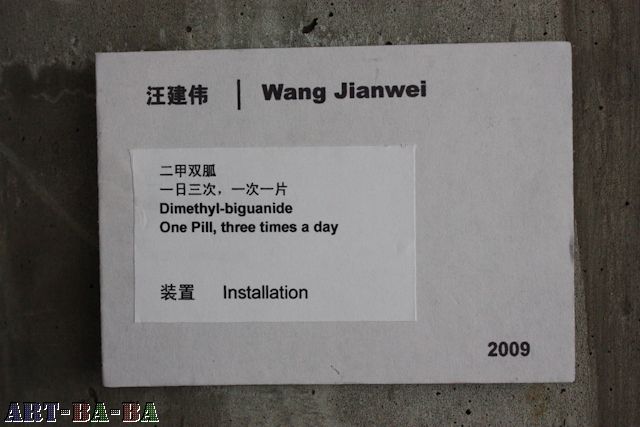 汪建伟 | Wang Jianwei
二甲双胍
一日三次，一次一片
Dimethyl-biguanide
One Pill, three times a day
装置 Installation
2009
ART-BA-BA